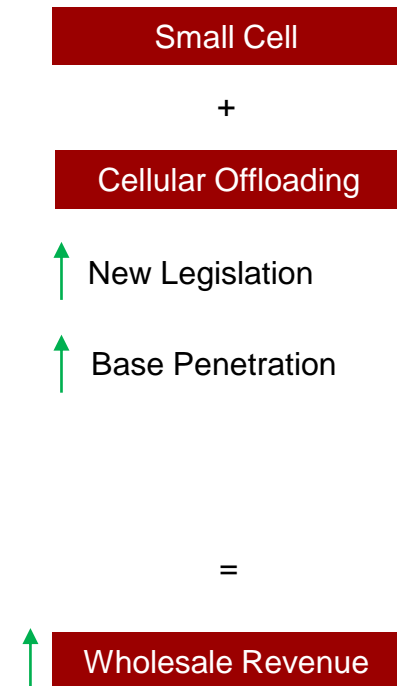 Small Cell
+
Cellular Offloading
New Legislation
Base Penetration
=
Wholesale Revenue